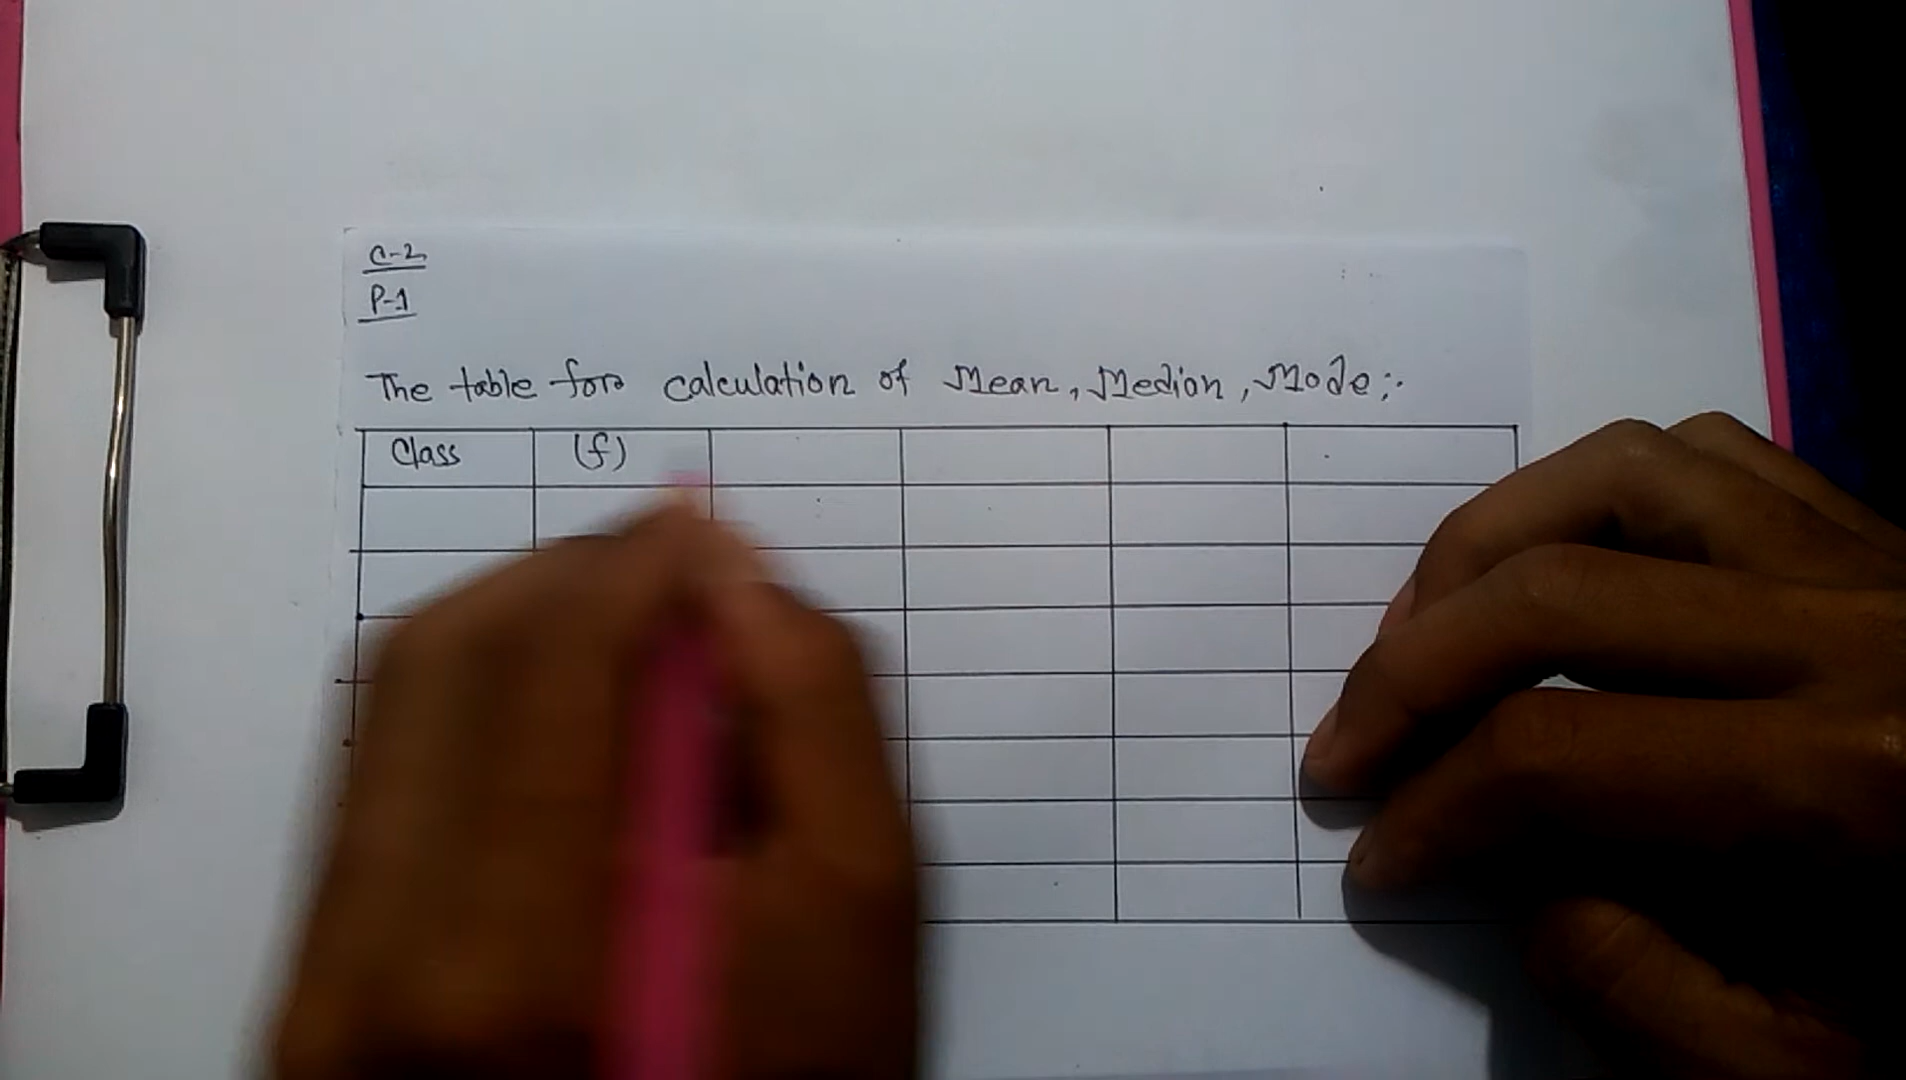 C-2
P-1
The table for calculation of Mean, Median, Mode:-
Class (f)